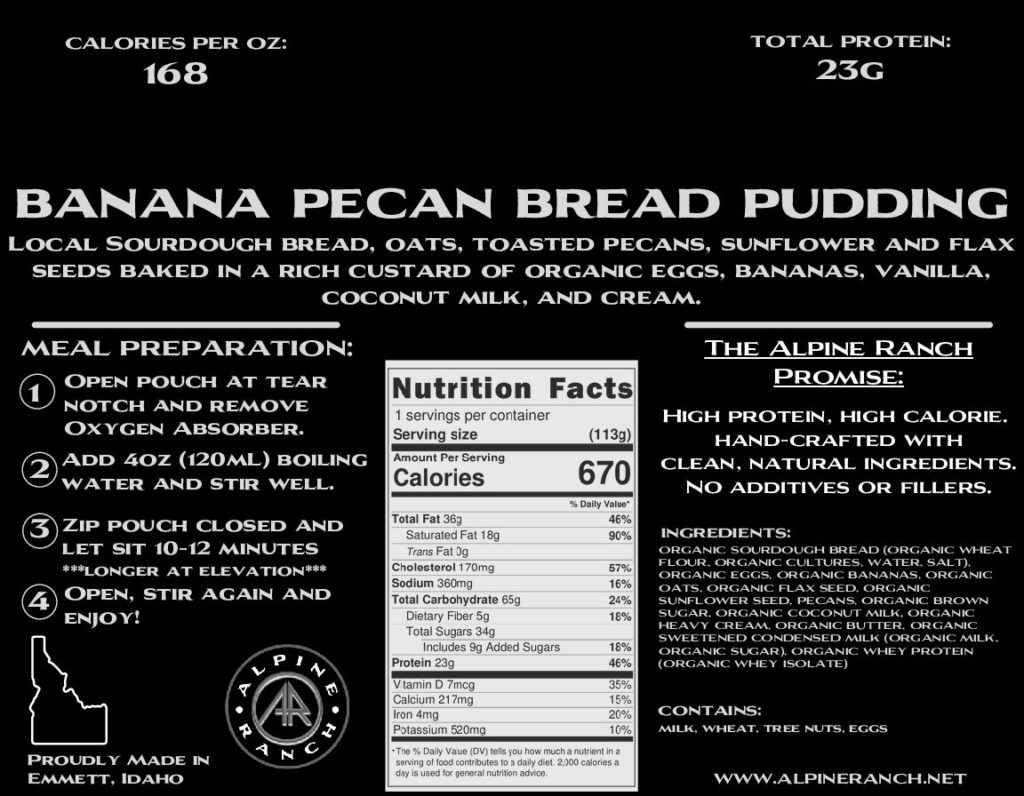 CALORIES PER OZ:
168
TOTAL PROTEIN:
23G
BANANA PECAN BREAD PUDDING
LOCAL SOURDOUGH BREAD, OATS, TOASTED PECANS, SUNFLOWER AND FLAX
SEEDS BAKED IN A RICH CUSTARD OF ORGANIC EGGS, BANANAS, VANILLA,
COCONUT MILK, AND CREAM.
MEAL PREPARATION:
1 OPEN POUCH AT TEAR
NOTCH AND REMOVE
OXYGEN ABSORBER.
2 ADD 4OZ (120ML) BOILING
WATER AND STIR WELL.
3 ZIP POUCH CLOSED AND
LET SIT 10-12 MINUTES
***LONGER AT ELEVATION***
4 OPEN, STIR AGAIN AND
ENJOY!
PROUDLY MADE IN
EMMETT, IDAHO
ALPINE
AR
RANCH
Nutrition Facts
1 servings per container
Serving size (113g)
Amount Per Serving
Calories 670
% Daily Value*
Total Fat 36g 46%
Saturated Fat 18g 90%
Trans Fat 0g
Cholesterol 170mg 57%
Sodium 360mg 16%
Total Carbohydrate 65g 24%
Dietary Fiber 5g 18%
Total Sugars 34g
Includes 9g Added Sugars 18%
Protein 23g 46%
Vitamin D 7mcg 35%
Calcium 217mg 15%
Iron 4mg 20%
Potassium 520mg 10%
*The % Daily Vaue (DV) tells you how much a nutrient in a
serving of food contributes to a daily diet. 2,000 calories a
day is used for general nutrition advice.
THE ALPINE RANCH
PROMISE:
HIGH PROTEIN, HIGH CALORIE.
HAND-CRAFTED WITH
CLEAN, NATURAL INGREDIENTS.
NO ADDITIVES OR FILLERS.
INGREDIENTS:
ORGANIC SOURDOUGH BREAD (ORGANIC WHEAT
FLOUR, ORGANIC CULTURES, WATER, SALT),
ORGANIC EGGS, ORGANIC BANANAS, ORGANIC
OATS, ORGANIC FLAX SEED, ORGANIC
SUNFLOWER SEED, PECANS, ORGANIC BROWN
SUGAR, ORGANIC COCONUT MILK, ORGANIC
HEAVY CREAM, ORGANIC BUTTER, ORGANIC
SWEETENED CONDENSED MILK (ORGANIC MILK,
ORGANIC SUGAR), ORGANIC WHEY PROTEIN
(ORGANIC WHEY ISOLATE)
CONTAINS:
MILK, WHEAT, TREE NUTS, EGGS
WWW.ALPINERANCH.NET